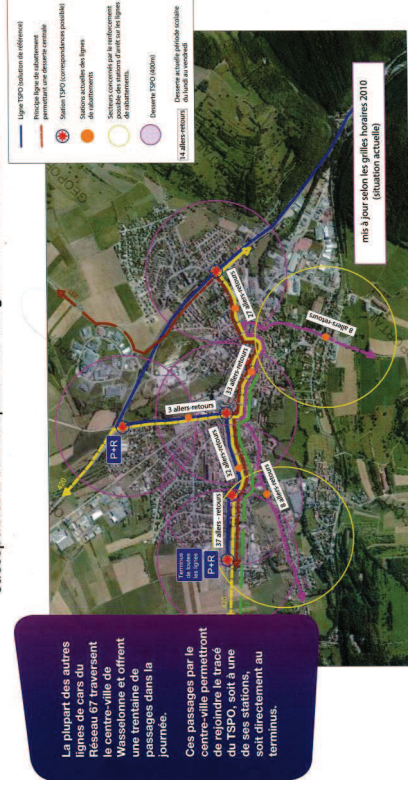 La plupart des autres
lignes de cars du
Réseau 67 traversent
le centre-ville de
Wasselonne et offrent
une trentaine de
passages dans la
journée.
Ces passages par le
centre-ville permettront
de rejoindre le tracé
du TSPO, soit à une
de ses stations,
soit directement au
terminus.
Terminus
de toutes
les lignes
P+R
37 allers - retours
32 allers-retours
8 allers-retours
P+R
3 allers-retours
33 allers-retours
27 allers-retours
8 allers-retours
Ligne TSPO (solution de référence)
Principe ligne de rabattement
permettant une desserte centrale
Station TSPO (correspondances possible)
Stations actuelles des lignes
de rabattements
Secteurs concernés par le renforcement
possible des stations d'arrêt sur les lignes
de rabattements.
Desserte TSPO (400m)
14 allers-retours
Desserte actuelle période scolaire
du lundi au vendredi
mis à jour selon les grilles horaires 2010
(situation actuelle)